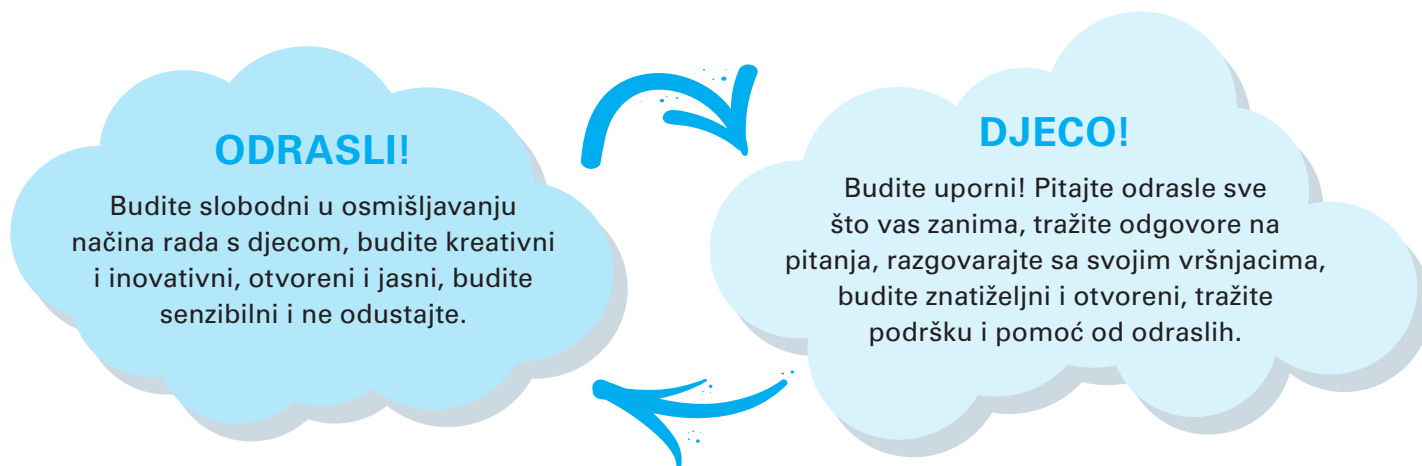 ODRASLI!
Budite slobodni u osmišljavanju
načina rada s djecom, budite kreativni
i inovativni, otvoreni i jasni, budite
senzibilni i ne odustajte.
DJECO!
Budite uporni! Pitajte odrasle sve
što vas zanima, tražite odgovore na
pitanja, razgovarajte sa svojim vršnjacima,
budite znatiželjni i otvoreni, tražite
podršku i pomoć od odraslih.